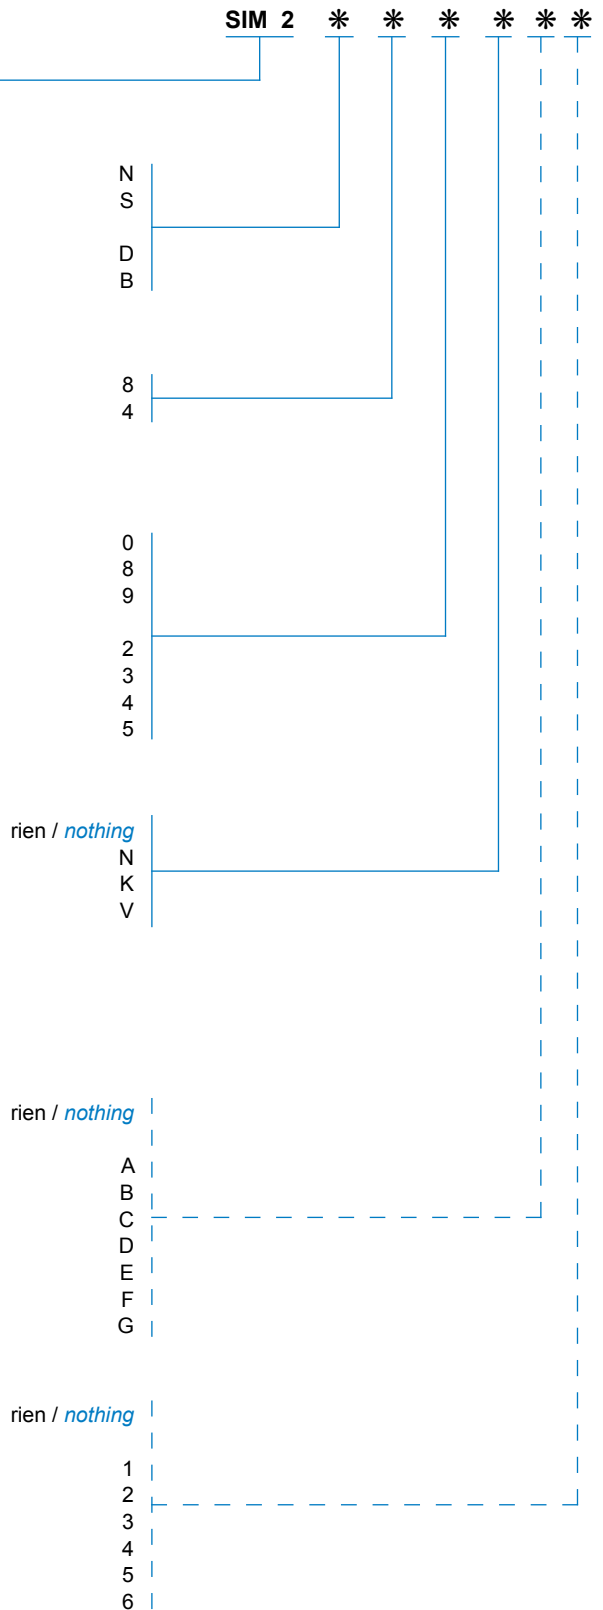 SIM 2 ❋ ❋ ❋ ❋ ❋ ❋
N
S
D
B
8
4
0
8
9
2
3
4
5
rien / nothing
N
K
V
rien / nothing
A
B
C
D
E
F
G
rien / nothing
1
2
3
4
5
6